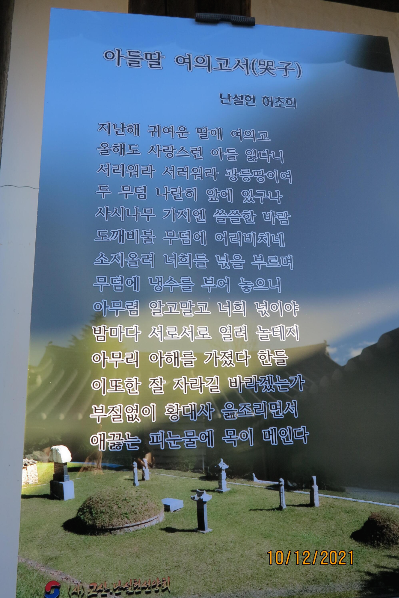 아들딸 여의고서(哭子)
난설헌 허초희
지난해 귀여운 딸애 여의고
올해도 사랑스런 아들 잃다니
서러워라 서러워라 광릉땅이여
두 무덤 나란히 앞에 있구나
사시나무 가지엔 쓸쓸한 바람
도깨비불 무덤에 어리비치네
소지올려 너희들 넋을 부르며
무덤에 냉수를 부어 놓으니
아무렴 알고말고 너희 넋이야
밤마다 서로서로 얼려 놀테지
아무리 아해를 가졌다 한들
이또한 잘 자라길 바라겠는가
부질없이 황대사 읊조리면서
애끓는 피눈물에 목이 메인다
10/12/2021